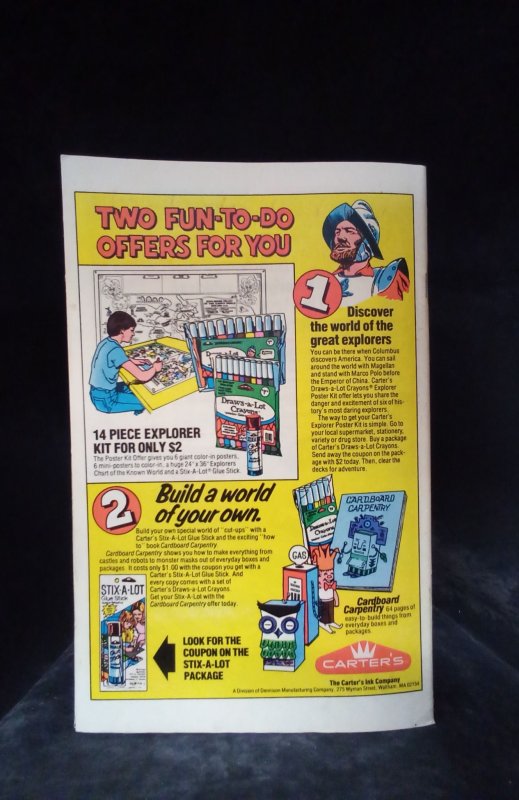 TWO FUN-TO-DO
OFFERS FOR YOU
1
Discover
the world of the
great explorers
You can be there when Columbus
discovers America. You can sail
around the world with Magellan
and stand with Marco Polo before
the Emperor of China. Carter's
Draws-a-Lot Crayons® Explorer
Poster Kit offer lets you share the
danger and excitement of six of his-
tory's most daring explorers.
The way to get your Carter's
Explorer Poster Kit is simple. Go to
your local supermarket, stationery,
variety or drug store. Buy a package
of Carter's Draws-a-Lot Crayons.
Send away the coupon on the pack-
age with $2 today. Then, clear the
decks for adventure.
Draws-a-Lot
Crayons
14 PIECE EXPLORER
KIT FOR ONLY $2
The Poster Kit Offer gives you 6 giant color-in posters,
6 mini-posters to color-in, a huge 24" x 36" Explorers
Chart of the Known World and a Stix-A-Lot® Glue Stick.
2
Build a world
of your own.
Build your own special world of "cut-ups" with a
Carter's Stix-A-Lot Glue Stick and the exciting "how
to" book Cardboard Carpentry
Cardboard Carpentry shows you how to make everything from
castles and robots to monster masks out of everyday boxes and
packages. It costs only $1.00 with the coupon you get with a
Carter's Stix-A-Lot Glue Stick. And
every copy comes with a set of
Carter's Draws-a-Lot Crayons.
Get your Stix-A-Lot with the
Cardboard Carpentry offer today.
STIX-A-LOT
Glue Stick
LOOK FOR THE
COUPON ON THE
STIX-A-LOT
PACKAGE
Draws-a-Lot
Crayons
GAS
CARDBOARD
CARPENTRY
Cardboard
Carpentry 64 pages of
easy-to-build things from
everyday boxes and
packages.
CARTER'S
The Carter's Ink Company
A Division of Dennison Manufacturing Company, 275 Wyman Street, Waltham, MA 02154